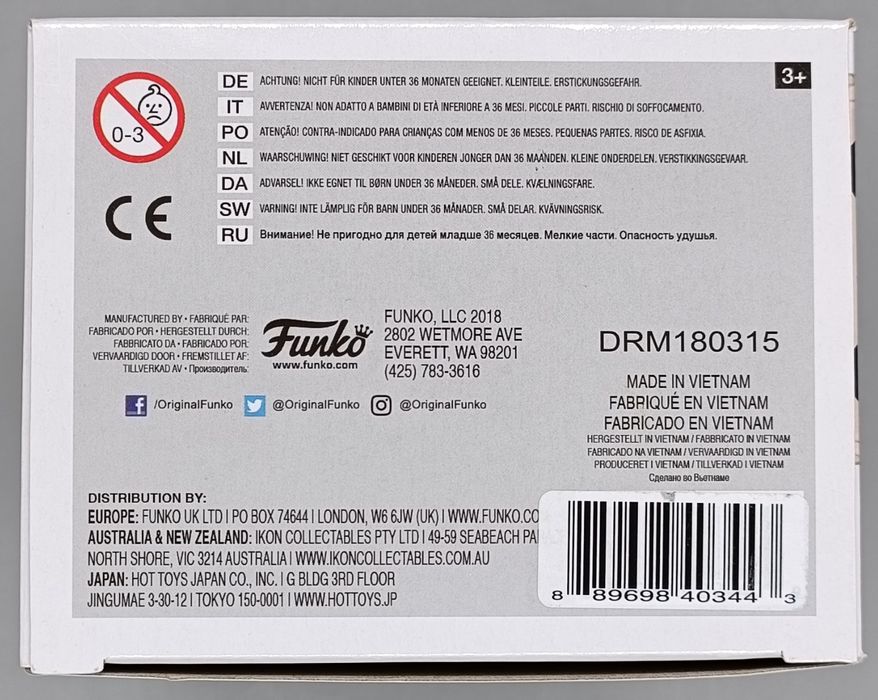 3+
0-3
DE ACHTUNG! NICHT FÜR KINDER UNTER 36 MONATEN GEEIGNET. KLEINTEILE. ERSTICKUNGSGEFAHR.
IT AVVERTENZA! NON ADATTO A BAMBINI DI ETÀ INFERIORE A 36 MESI. PICCOLE PARTI. RISCHIO DI SOFFOCAMENTO.
PO ATENÇÃO! CONTRA-INDICADO PARA CRIANÇAS COM MENOS DE 36 MESES. PEQUENAS PARTES. RISCO DE ASFIXIA.
NL WAARSCHUWING! NIET GESCHIKT VOOR KINDEREN JONGER DAN 36 MAANDEN. KLEINE ONDERDELEN. VERSTIKKINGSGEVAAR.
DA ADVARSEL! IKKE EGNET TIL BØRN UNDER 36 MÅNEDER. SMÅ DELE. KVÆLNINGSFARE.
SW VARNING! INTE LÄMPLIG FÖR BARN UNDER 36 MÅNADER. SMÅ DELAR. KVÄVNINGSRISK.
RU Внимание! Не пригодно для детей младше 36 месяцев. Мелкие части. Опасность удушья.
CE
MANUFACTURED BY • FABRIQUÉ PAR:
FABRICADO POR • HERGESTELLT DURCH:
FABBRICATO DA • FABRICADO POR:
VERVAARDIGD DOOR • FREMSTILLET AF:
TILLVERKAD AV • Производитель:
Funko
www.funko.com
FUNKO, LLC 2018
2802 WETMORE AVE
EVERETT, WA 98201
(425) 783-3616
/OriginalFunko @OriginalFunko @OriginalFunko
DRM180315
MADE IN VIETNAM
FABRIQUÉ EN VIETNAM
FABRICADO EN VIETNAM
HERGESTELLT IN VIETNAM / FABBRICATO IN VIETNAM
FABRICADO NA VIETNAM / VERVAARDIGD IN VIETNAM
PRODUCERET I VIETNAM / TILLVERKAD I VIETNAM
Сделано во Вьетнаме
DISTRIBUTION BY:
EUROPE: FUNKO UK LTD | PO BOX 74644 | LONDON, W6 6JW (UK) | WWW.FUNKO.CO
AUSTRALIA & NEW ZEALAND: IKON COLLECTABLES PTY LTD | 49-59 SEABEACH
NORTH SHORE, VIC 3214 AUSTRALIA | WWW.IKONCOLLECTABLES.COM.AU
JAPAN: HOT TOYS JAPAN CO., INC. | G BLDG 3RD FLOOR
JINGUMAE 3-30-12 | TOKYO 150-0001 | WWW.HOTTOYS.JP
8 89698 40344 3